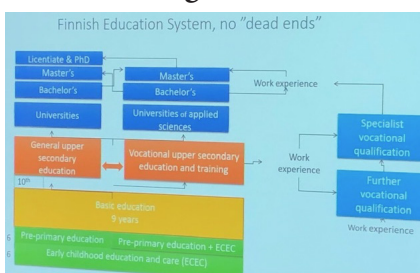 Finnish Education System, no "dead ends"
Licentiate & PhD
Master's
Bachelor's
Universities
Master's
Bachelor's
Universities of applied
sciences
Work experience
General upper
secondary
education
Vocational upper secondary
education and training
Work
experience
Specialist
vocational
qualification
Further
vocational
qualification
Work experience
10th
Basic education
9 years
6
Pre-primary education
Pre-primary education + ECEC
6
Early childhood education and care (ECEC)